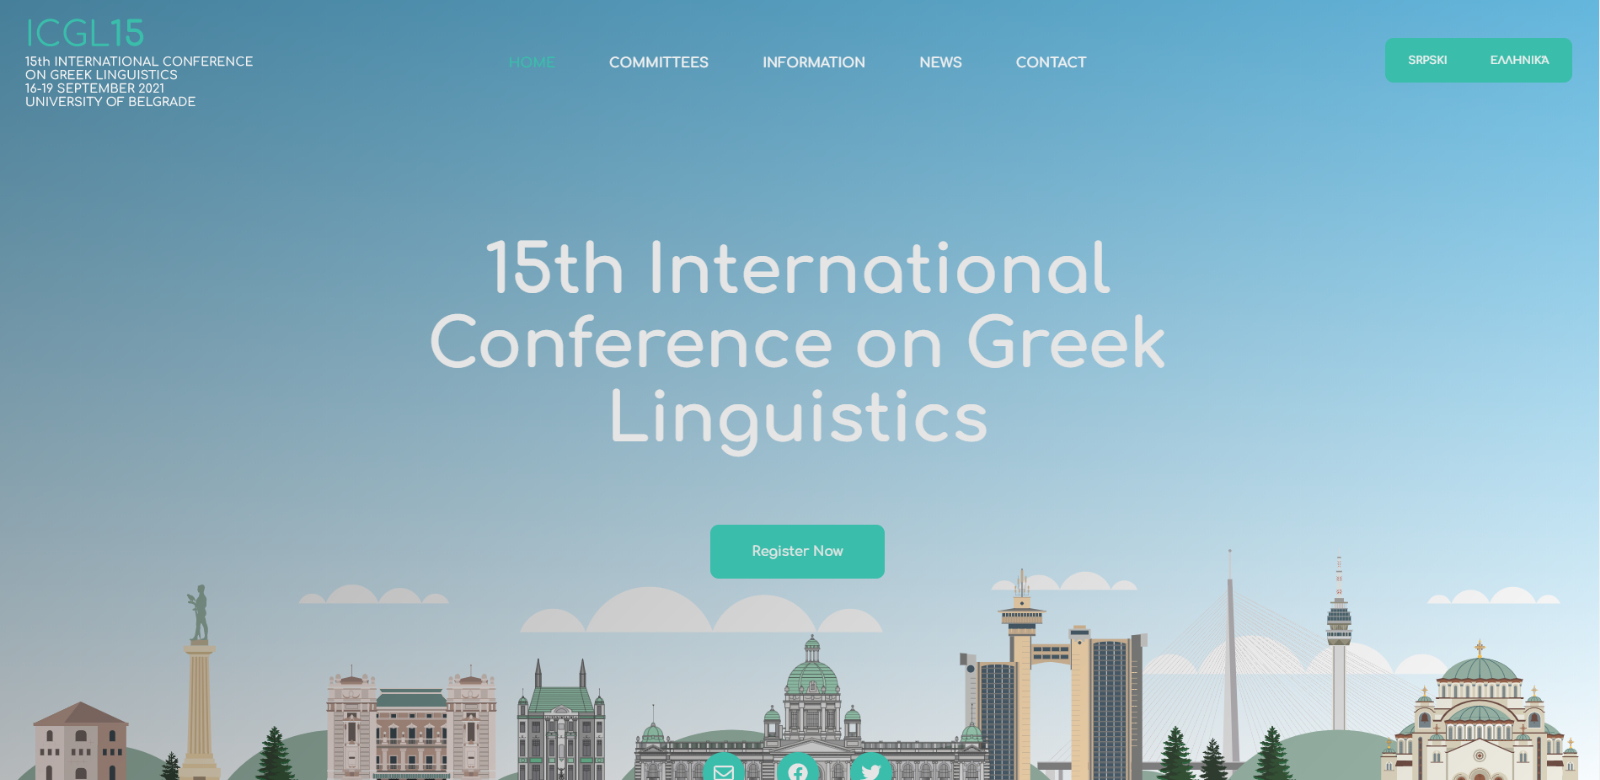 ICGL15
15th INTERNATIONAL CONFERENCE
ON GREEK LINGUISTICS
16-19 SEPTEMBER 2021
UNIVERSITY OF BELGRADE
HOME
COMMITTEES
INFORMATION
NEWS
CONTACT
SRPSKI
ΕΛΛΗΝΙΚΆ
15th International
Conference on Greek
Linguistics
Register Now